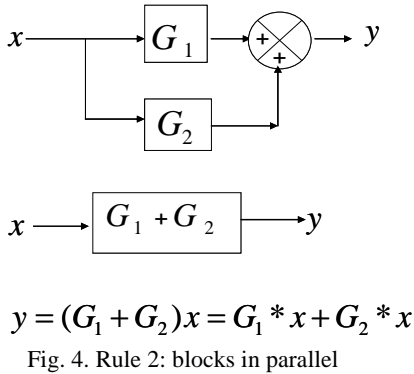 x G₁ + y
+
G₂
x G₁ + G₂ y
y = (G₁ + G₂)x = G₁ * x + G₂ * x
Fig. 4. Rule 2: blocks in parallel